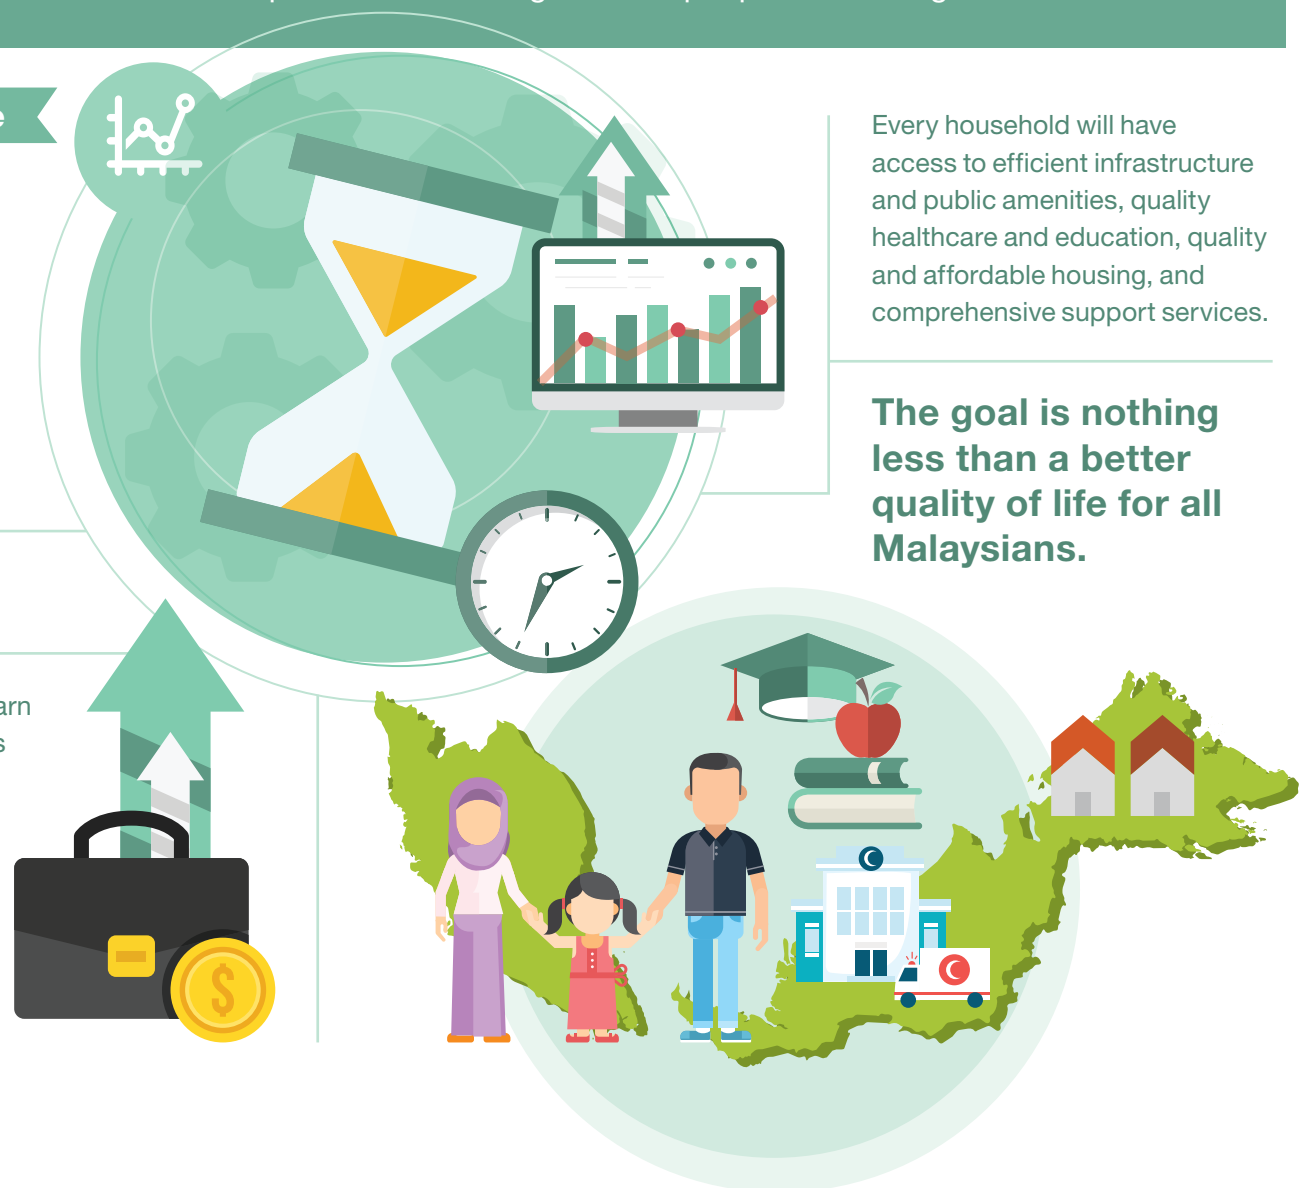 Every household will have
access to efficient infrastructure
and public amenities, quality
healthcare and education, quality
and affordable housing, and
comprehensive support services.
The goal is nothing
less than a better
quality of life for all
Malaysians.
$